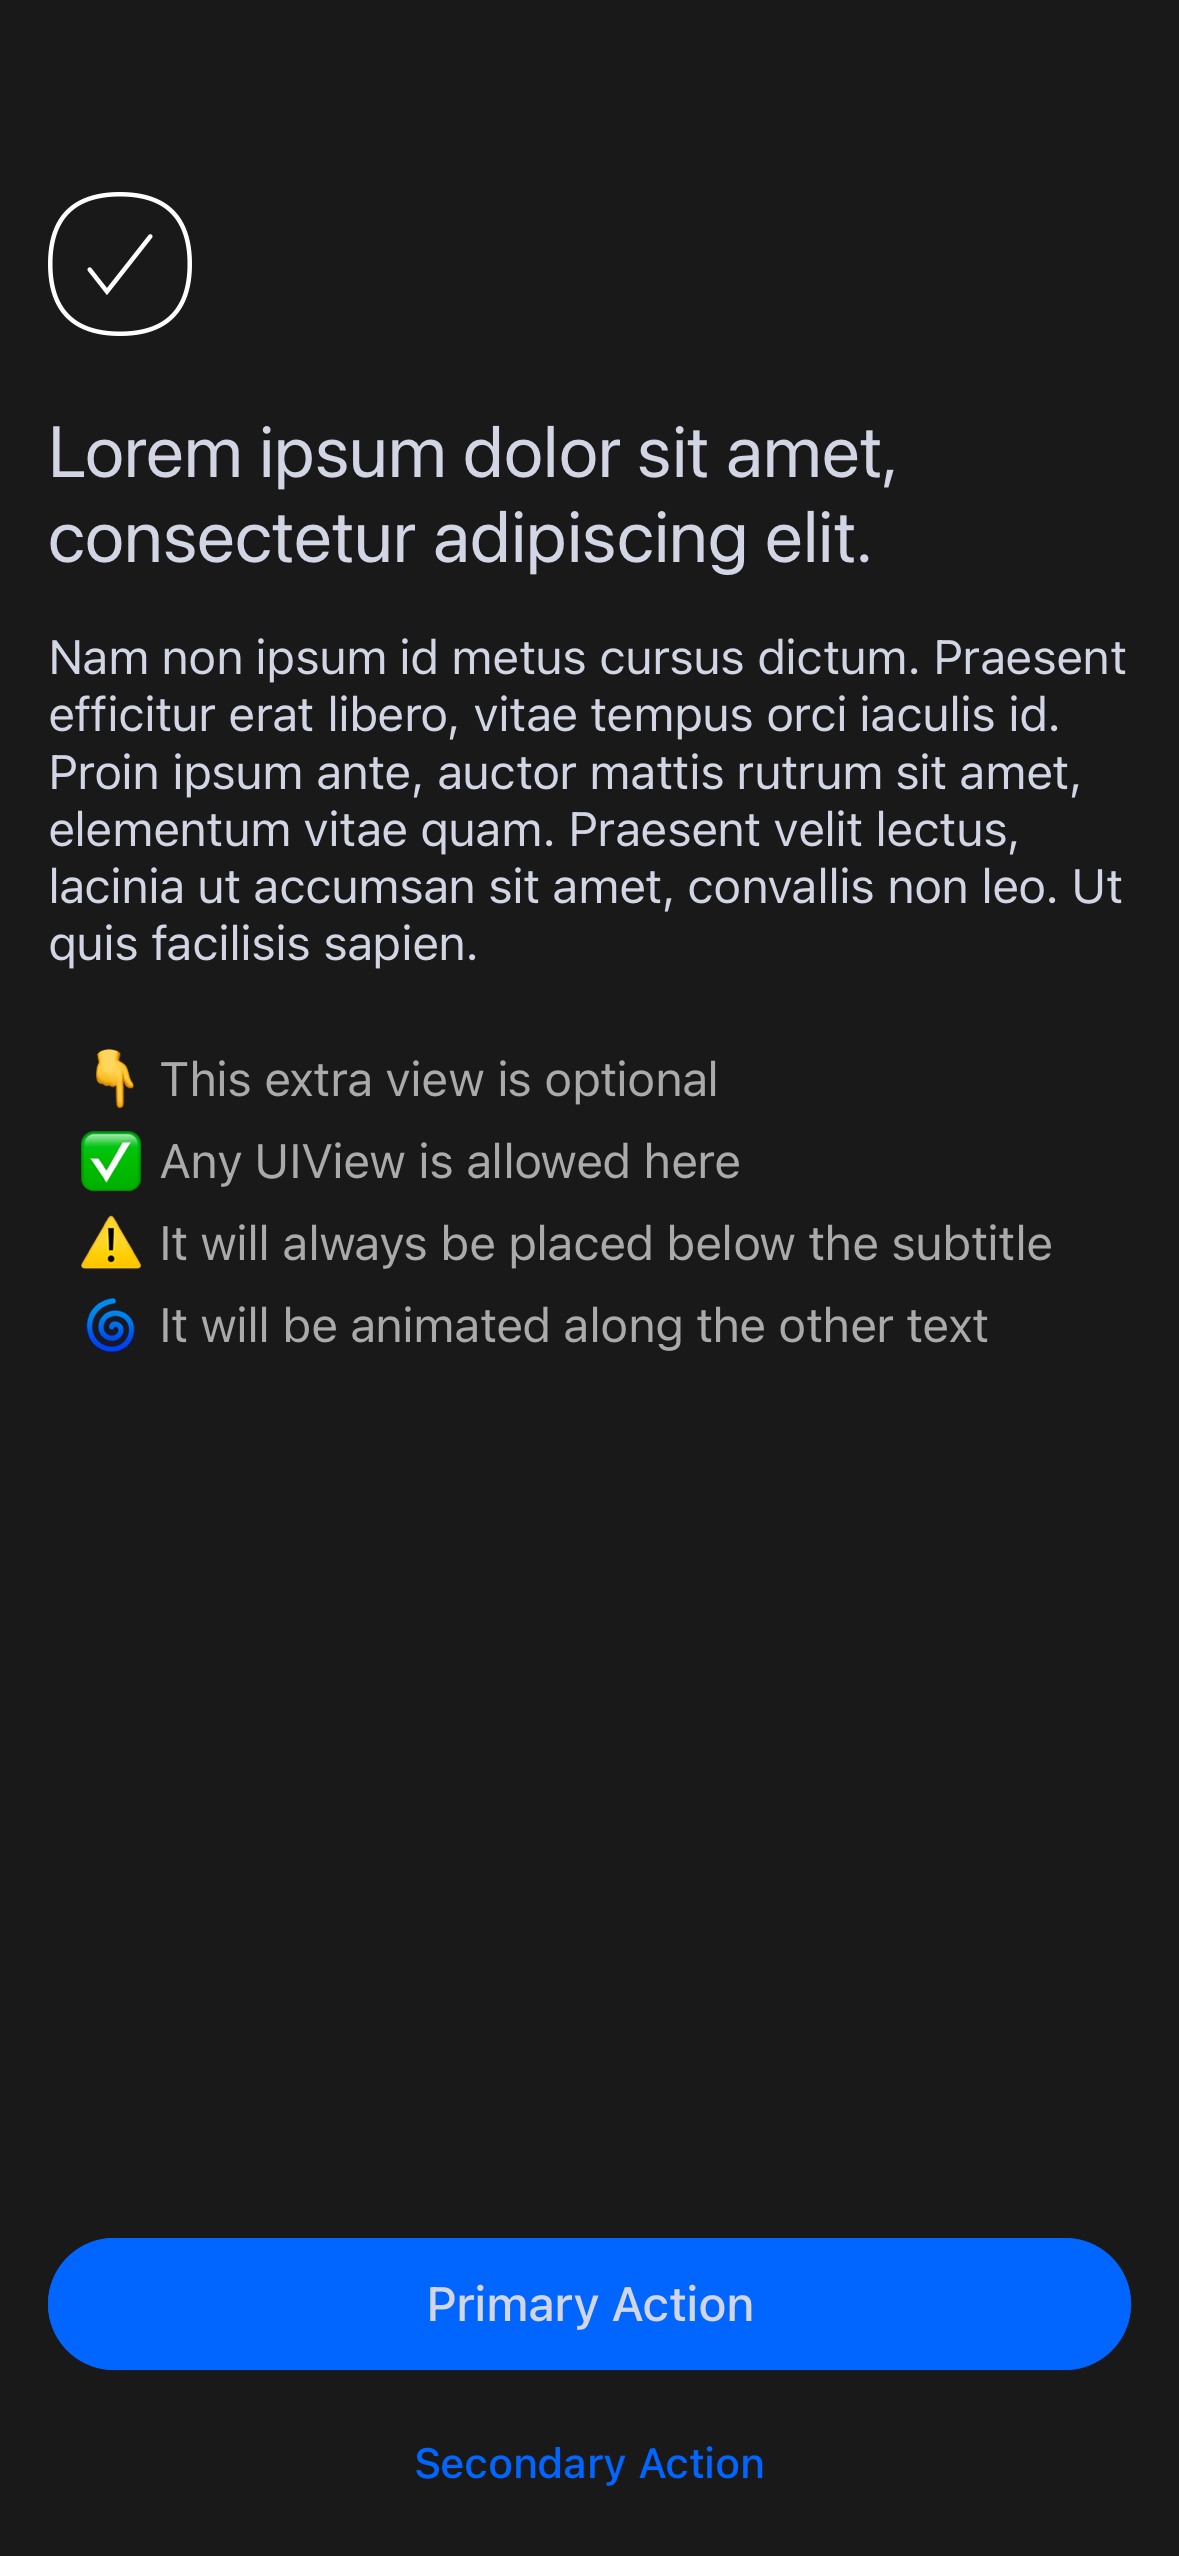 Lorem ipsum dolor sit amet,
consectetur adipiscing elit.
Nam non ipsum id metus cursus dictum. Praesent
efficitur erat libero, vitae tempus orci iaculis id.
Proin ipsum ante, auctor mattis rutrum sit amet,
elementum vitae quam. Praesent velit lectus,
lacinia ut accumsan sit amet, convallis non leo. Ut
quis facilisis sapien.
👇 This extra view is optional
✅ Any UIView is allowed here
⚠️ It will always be placed below the subtitle
🌀 It will be animated along the other text
Primary Action
Secondary Action